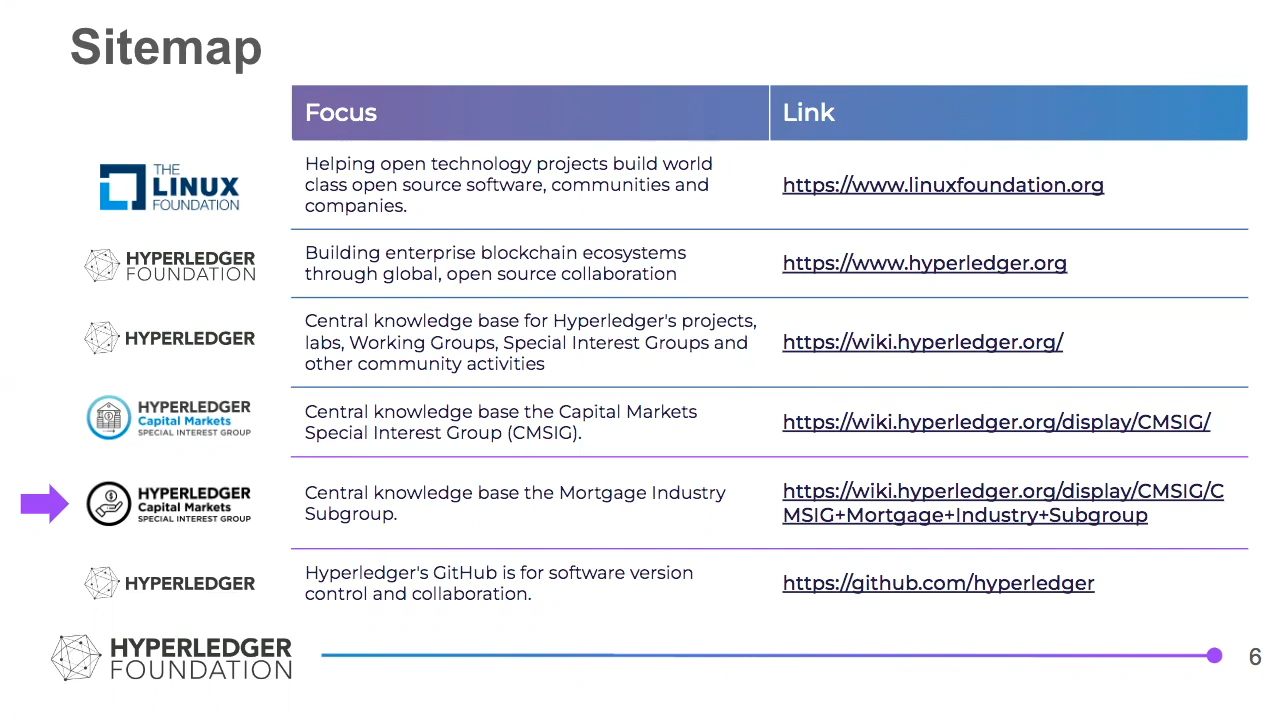 Sitemap
Focus
Link
THE
LINUX
FOUNDATION
Helping open technology projects build world
class open source software, communities and
companies.
https://www.linuxfoundation.org
HYPERLEDGER
FOUNDATION
Building enterprise blockchain ecosystems
through global, open source collaboration
https://www.hyperledger.org
HYPERLEDGER
Central knowledge base for Hyperledger's projects,
labs, Working Groups, Special Interest Groups and
other community activities
https://wiki.hyperledger.org/
HYPERLEDGER
Capital Markets
SPECIAL INTEREST GROUP
Central knowledge base the Capital Markets
Special Interest Group (CMSIG).
https://wiki.hyperledger.org/display/CMSIG/
HYPERLEDGER
Capital Markets
SPECIAL INTEREST GROUP
Central knowledge base the Mortgage Industry
Subgroup.
https://wiki.hyperledger.org/display/CMSIG/C
MSIG+Mortgage+Industry+Subgroup
HYPERLEDGER
Hyperledger's GitHub is for software version
control and collaboration.
https://github.com/hyperledger
HYPERLEDGER
FOUNDATION
6